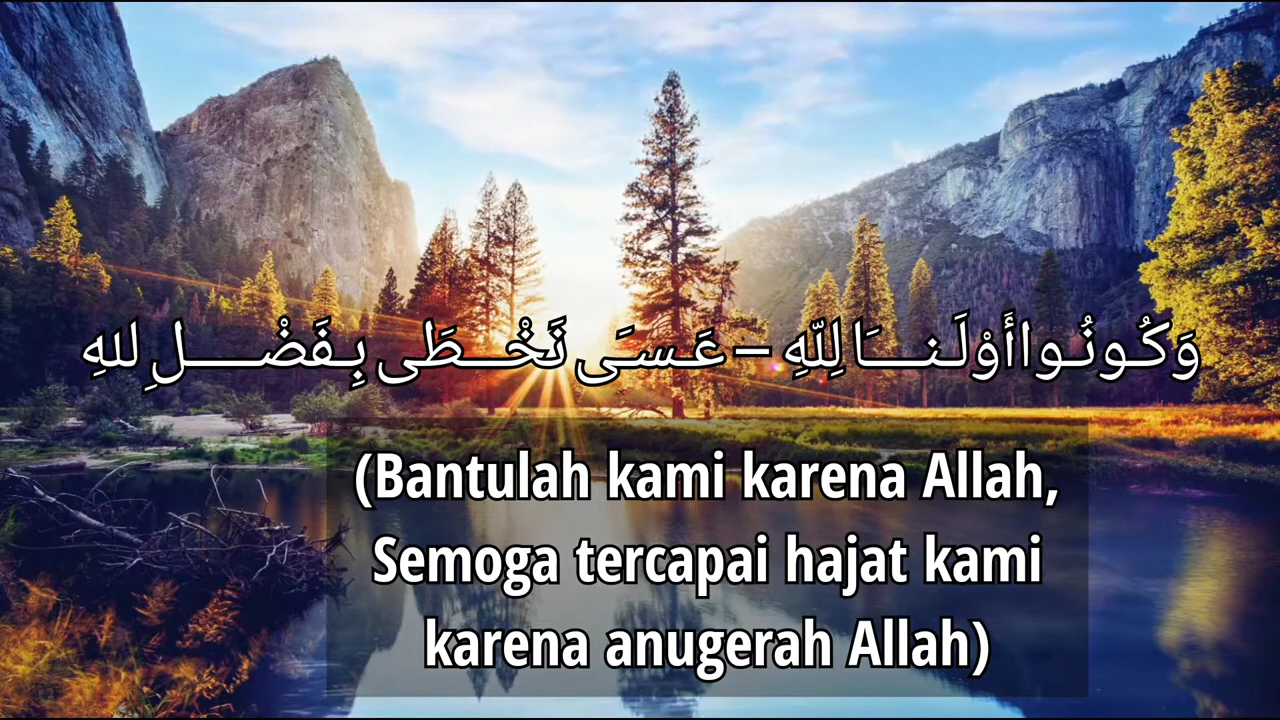 وَكُونُوا أَوْلَنَا لِلّهِ – عَسَى نَخْطَى بِفَضْلِ للهِ
(Bantulah kami karena Allah,
Semoga tercapai hajat kami
karena anugerah Allah)